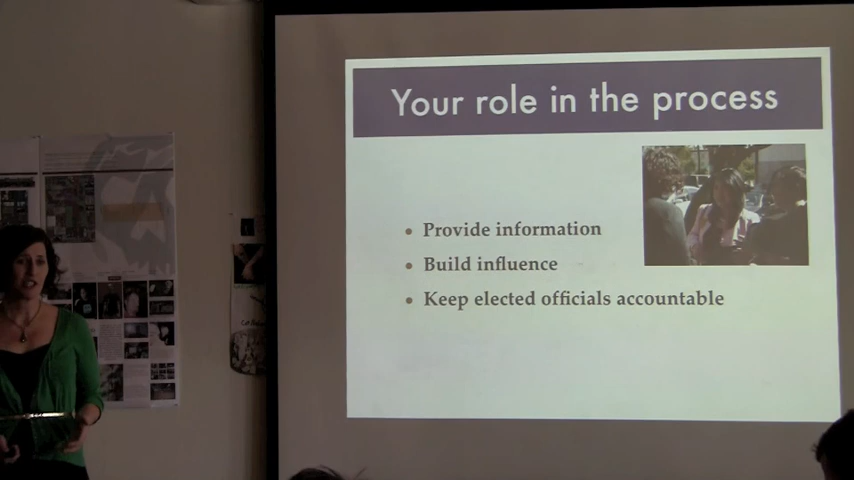 Your role in the process
• Provide information
• Build influence
• Keep elected officials accountable